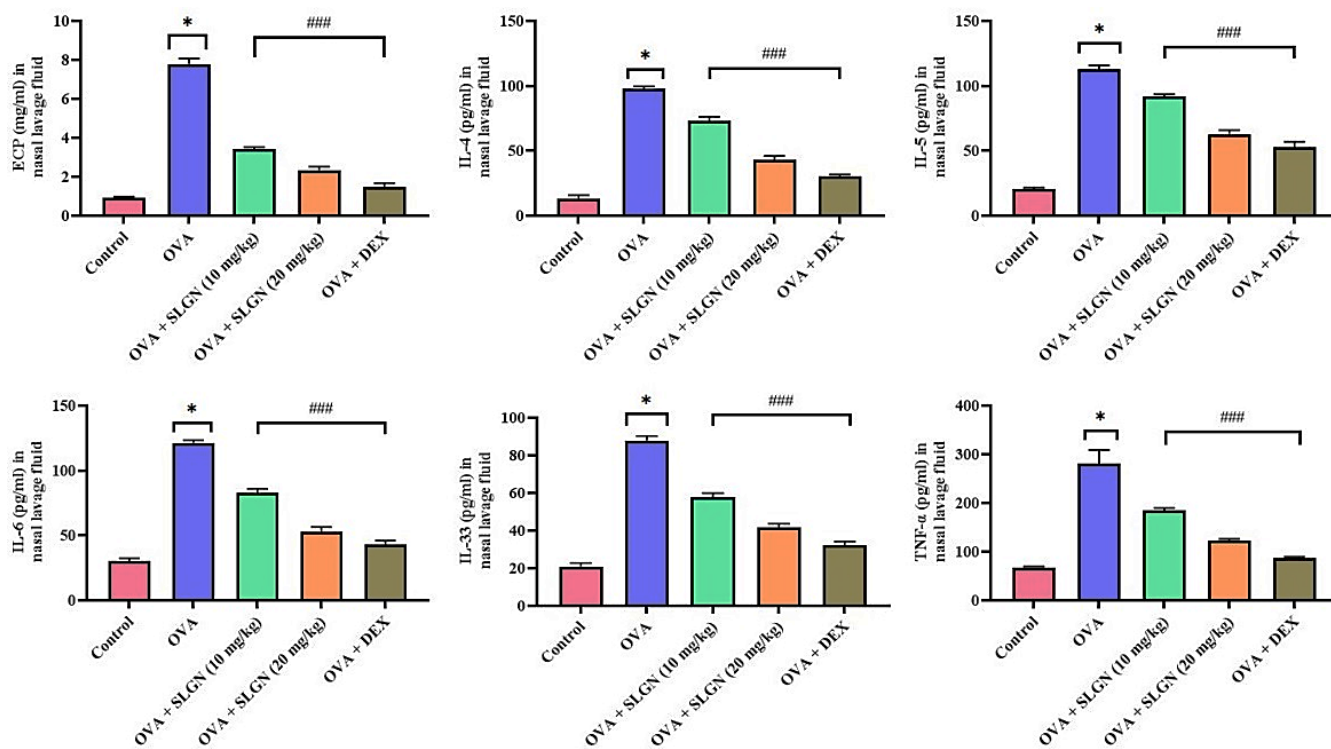 ECP (mg/ml) in
nasal lavage fluid
10
8
6
4
2
0
*
###
Control
OVA
OVA + SLGN (10 mg/kg)
OVA + SLGN (20 mg/kg)
OVA + DEX
IL-4 (pg/ml) in
nasal lavage fluid
150
100
50
0
*
###
Control
OVA
OVA + SLGN (10 mg/kg)
OVA + SLGN (20 mg/kg)
OVA + DEX
IL-5 (pg/ml) in
nasal lavage fluid
150
100
50
0
*
###
Control
OVA
OVA + SLGN (10 mg/kg)
OVA + SLGN (20 mg/kg)
OVA + DEX
IL-6 (pg/ml) in
nasal lavage fluid
150
100
50
0
*
###
Control
OVA
OVA + SLGN (10 mg/kg)
OVA + SLGN (20 mg/kg)
OVA + DEX
IL-33 (pg/ml) in
nasal lavage fluid
100
80
60
40
20
0
*
###
Control
OVA
OVA + SLGN (10 mg/kg)
OVA + SLGN (20 mg/kg)
OVA + DEX
TNF-α (pg/ml) in
nasal lavage fluid
400
300
200
100
0
*
###
Control
OVA
OVA + SLGN (10 mg/kg)
OVA + SLGN (20 mg/kg)
OVA + DEX